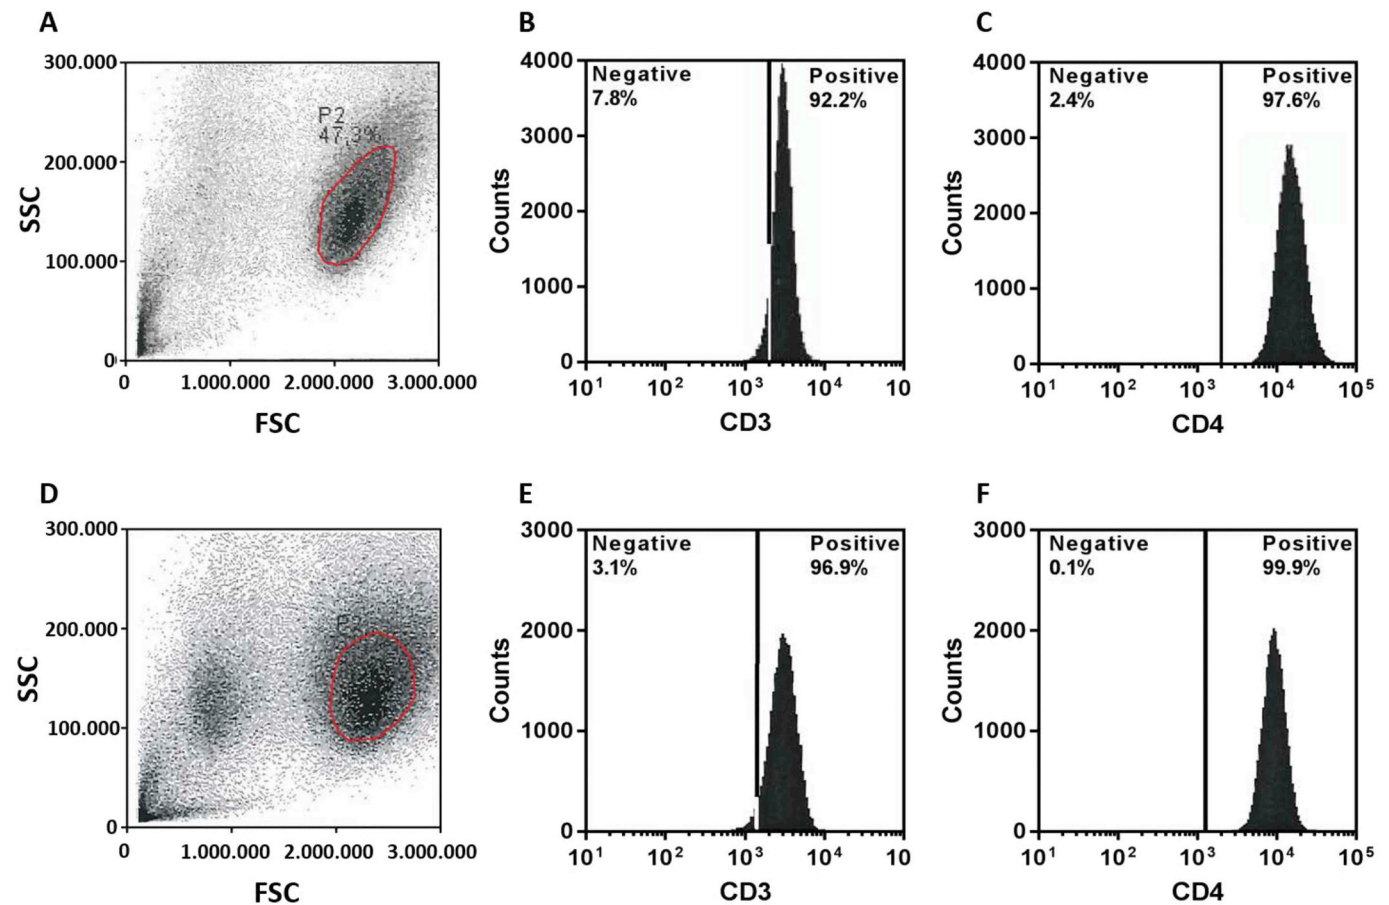 A
300.000
200.000
100.000
0
0
1.000.000
2.000.000
3.000.000
SSC
FSC
P2
47,3%
B
4000
3000
2000
1000
0
Negative
7.8%
Positive
92.2%
101
102
103
104
10
Counts
CD3
C
4000
3000
2000
1000
0
Negative
2.4%
Positive
97.6%
101
102
103
104
105
Counts
CD4
D
300.000
200.000
100.000
0
0
1.000.000
2.000.000
3.000.000
SSC
FSC
E
3000
2000
1000
0
Negative
3.1%
Positive
96.9%
101
102
103
104
10
Counts
CD3
F
3000
2000
1000
0
Negative
0.1%
Positive
99.9%
101
102
103
104
105
Counts
CD4